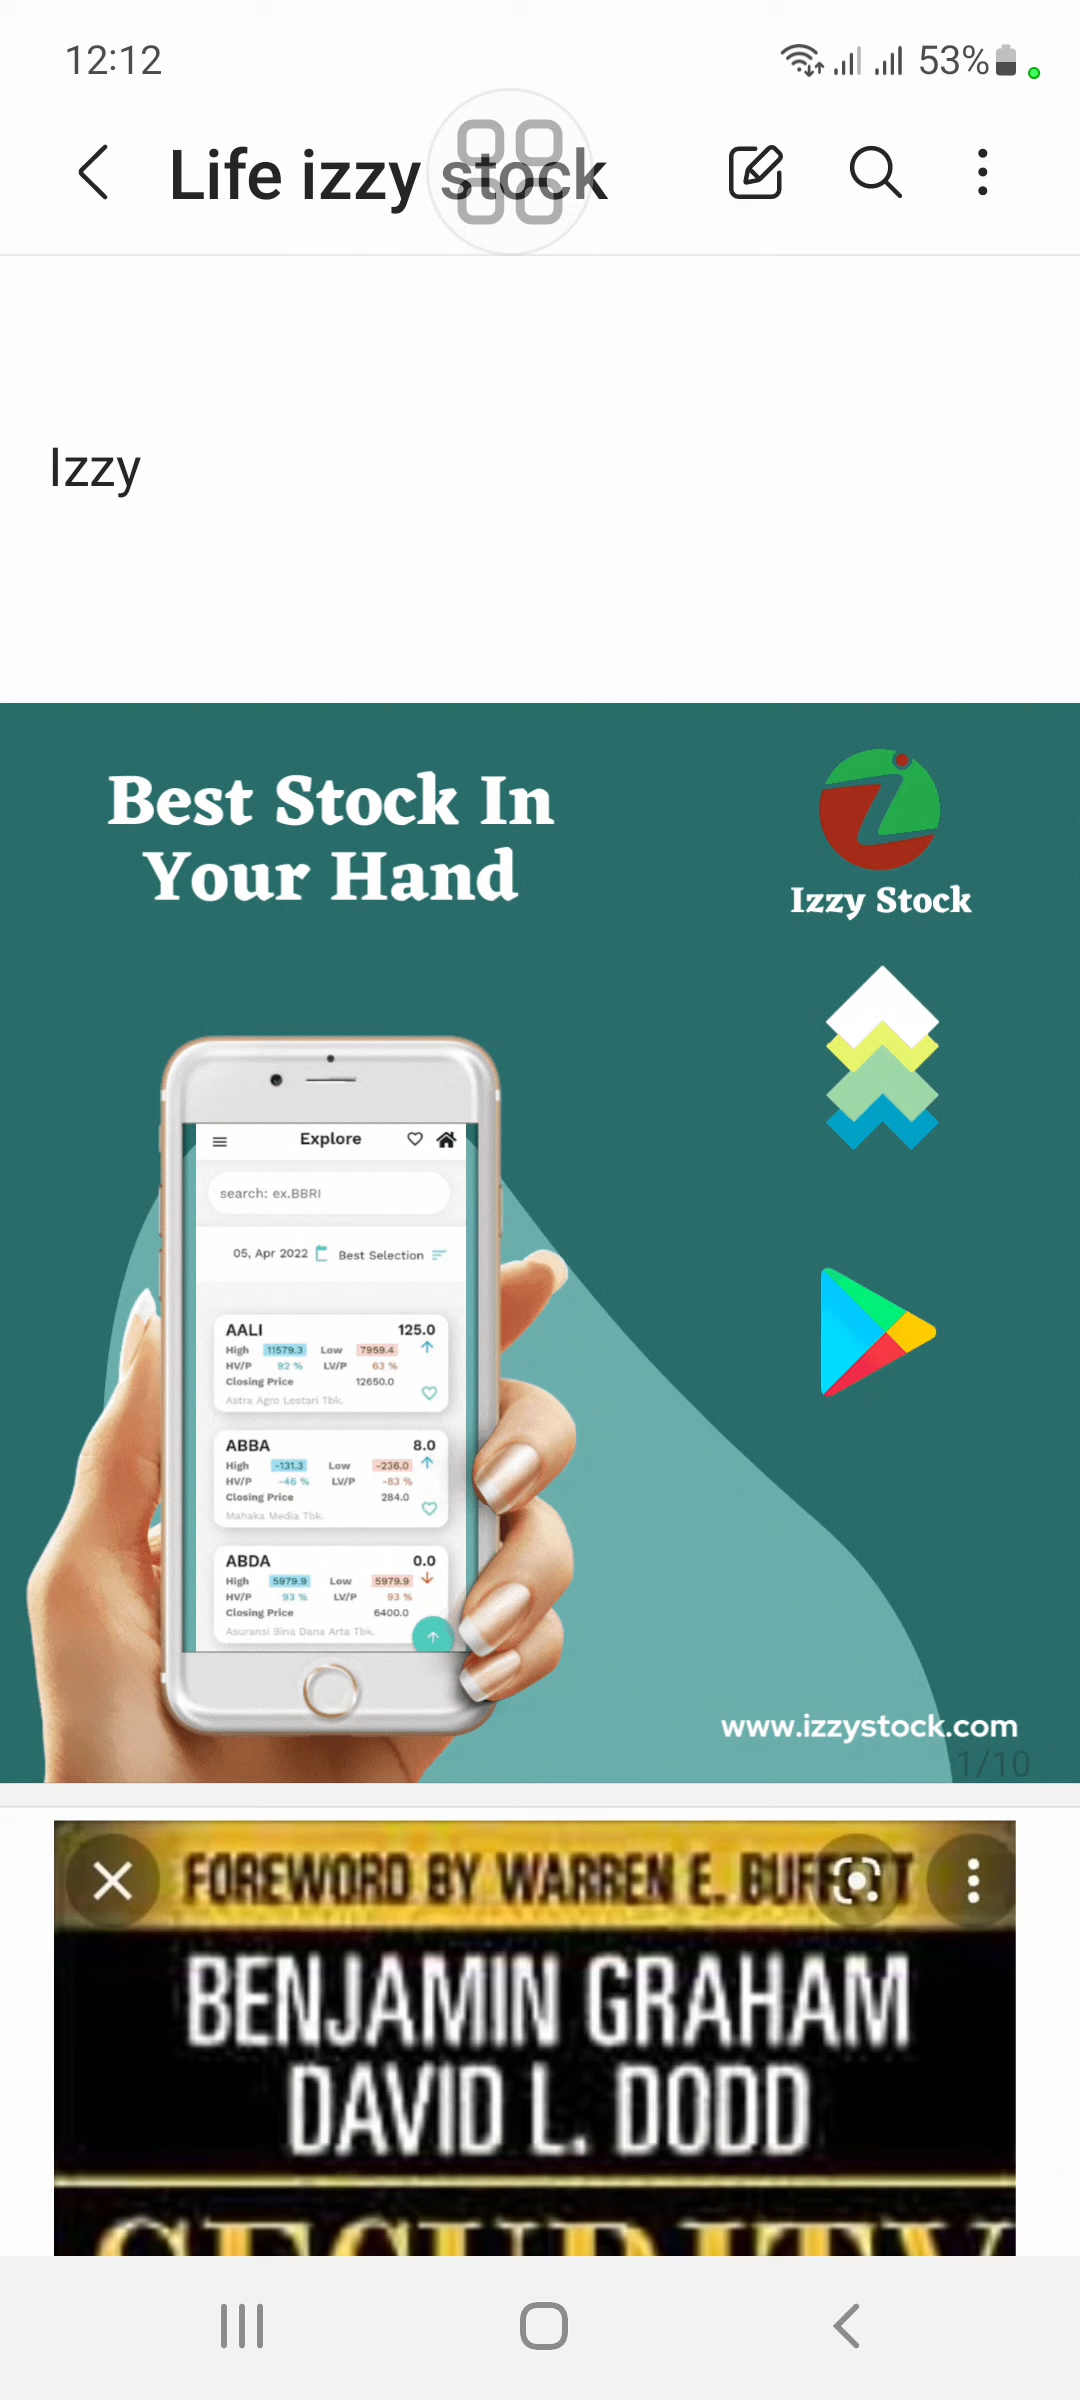 12:12
53%
Life izzy stock
Izzy
Best Stock In
Your Hand
Izzy Stock
Explore
search: ex.BBRI
05, Apr 2022 Best Selection
AALI 125.0
High 11579.3 Low 7959.4
HV/P 92 % LV/P 63 %
Closing Price 12650.0
Astra Agro Lestari Tbk.
ABBA 8.0
High -131.3 Low -236.0
HV/P -46 % LV/P -83 %
Closing Price 284.0
Mahaka Media Tbk.
ABDA 0.0
High 5979.9 Low 5979.9
HV/P 93 % LV/P 93 %
Closing Price 6400.0
Asuransi Bina Dana Arta Tbk.
www.izzystock.com
1/10
FOREWORD BY WARREN E. BUFFETT
BENJAMIN GRAHAM
DAVID L. DODD
SECURITY